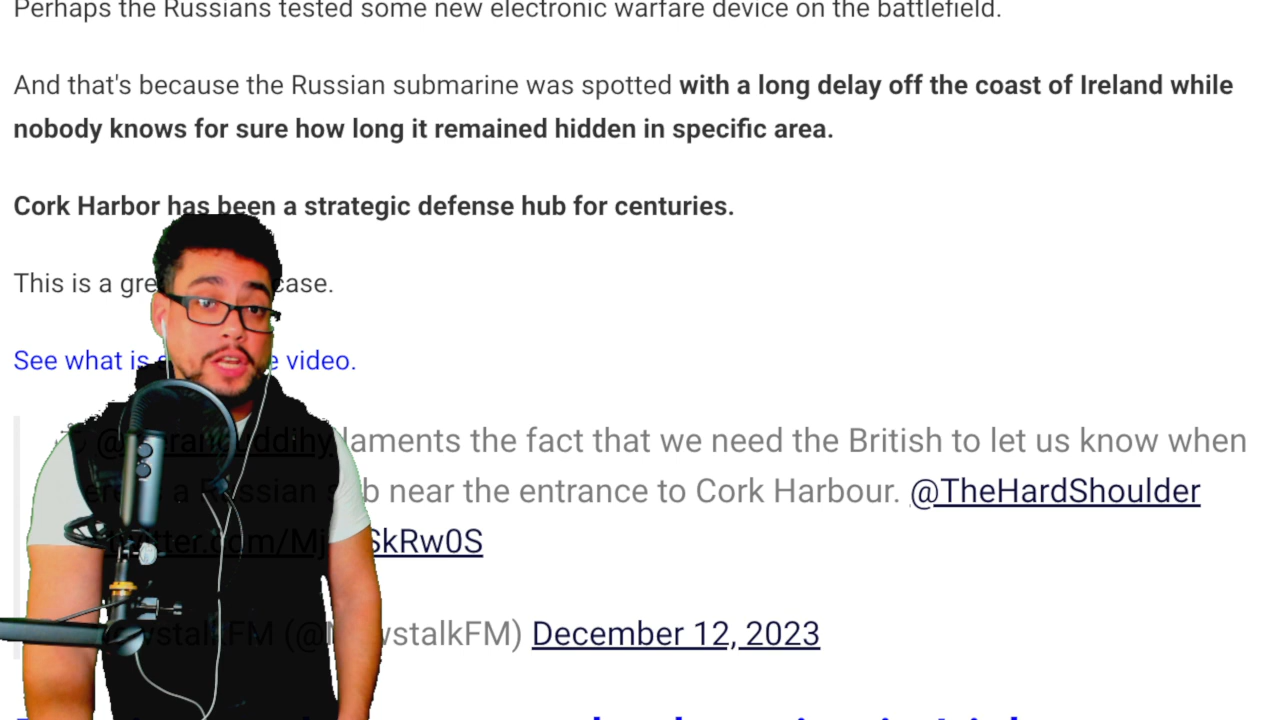 Perhaps the Russians tested some new electronic warfare device on the battlefield.
And that's because the Russian submarine was spotted with a long delay off the coast of Ireland while
nobody knows for sure how long it remained hidden in specific area.
Cork Harbor has been a strategic defense hub for centuries.
This is a case.
See what is video.
laments the fact that we need the British to let us know when
a Russian sub near the entrance to Cork Harbour. @TheHardShoulder
SkRw0S
NewstalkFM (@NewstalkFM) December 12, 2023